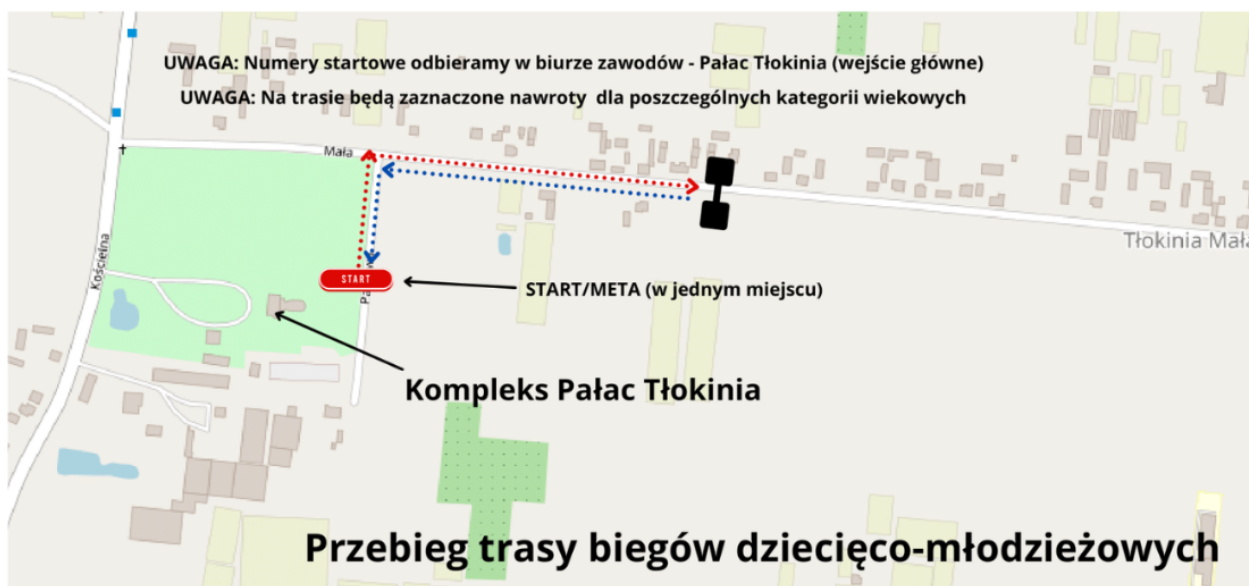 UWAGA: Numery startowe odbieramy w biurze zawodów - Pałac Tłokinia (wejście główne)
UWAGA: Na trasie będą zaznaczone nawroty dla poszczególnych kategorii wiekowych
Mała
Tłokinia Mała
Kościelna
START
START/META (w jednym miejscu)
Kompleks Pałac Tłokinia
Przebieg trasy biegów dziecięco-młodzieżowych